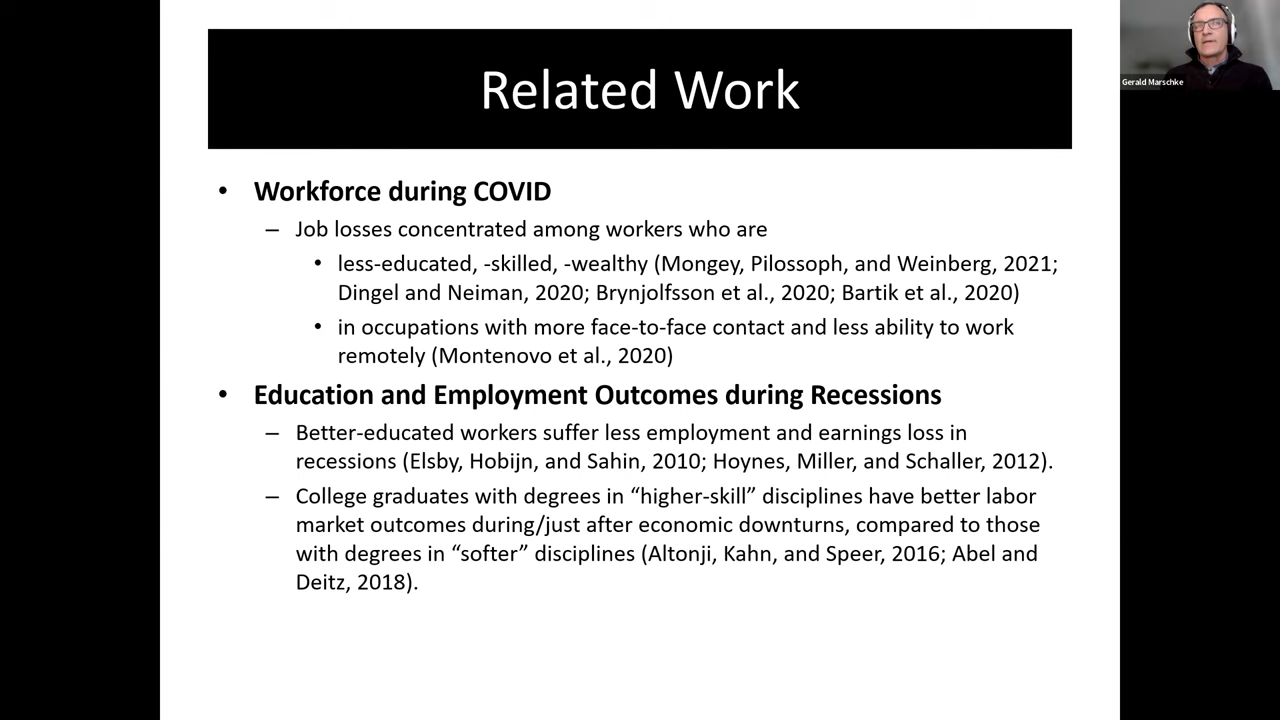 Related Work
Gerald Marschke
• Workforce during COVID
– Job losses concentrated among workers who are
• less-educated, -skilled, -wealthy (Mongey, Pilossoph, and Weinberg, 2021;
Dingel and Neiman, 2020; Brynjolfsson et al., 2020; Bartik et al., 2020)
• in occupations with more face-to-face contact and less ability to work
remotely (Montenovo et al., 2020)
• Education and Employment Outcomes during Recessions
– Better-educated workers suffer less employment and earnings loss in
recessions (Elsby, Hobijn, and Sahin, 2010; Hoynes, Miller, and Schaller, 2012).
– College graduates with degrees in “higher-skill” disciplines have better labor
market outcomes during/just after economic downturns, compared to those
with degrees in “softer” disciplines (Altonji, Kahn, and Speer, 2016; Abel and
Deitz, 2018).